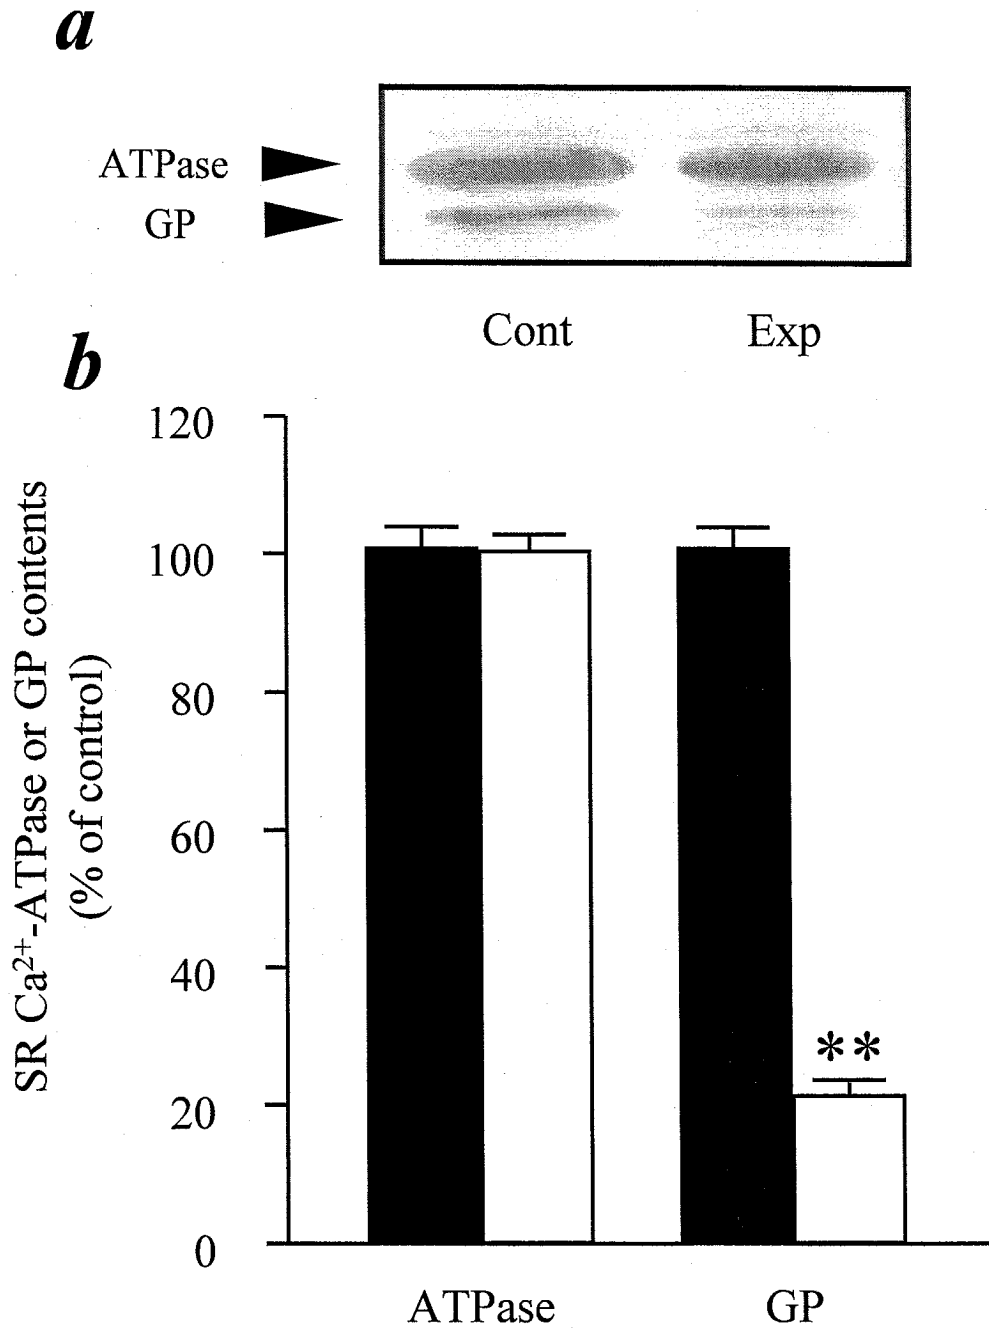 a
ATPase
GP
Cont Exp
b
SR Ca²⁺-ATPase or GP contents
(% of control)
120
100
80
60
40
20
0
**
ATPase GP